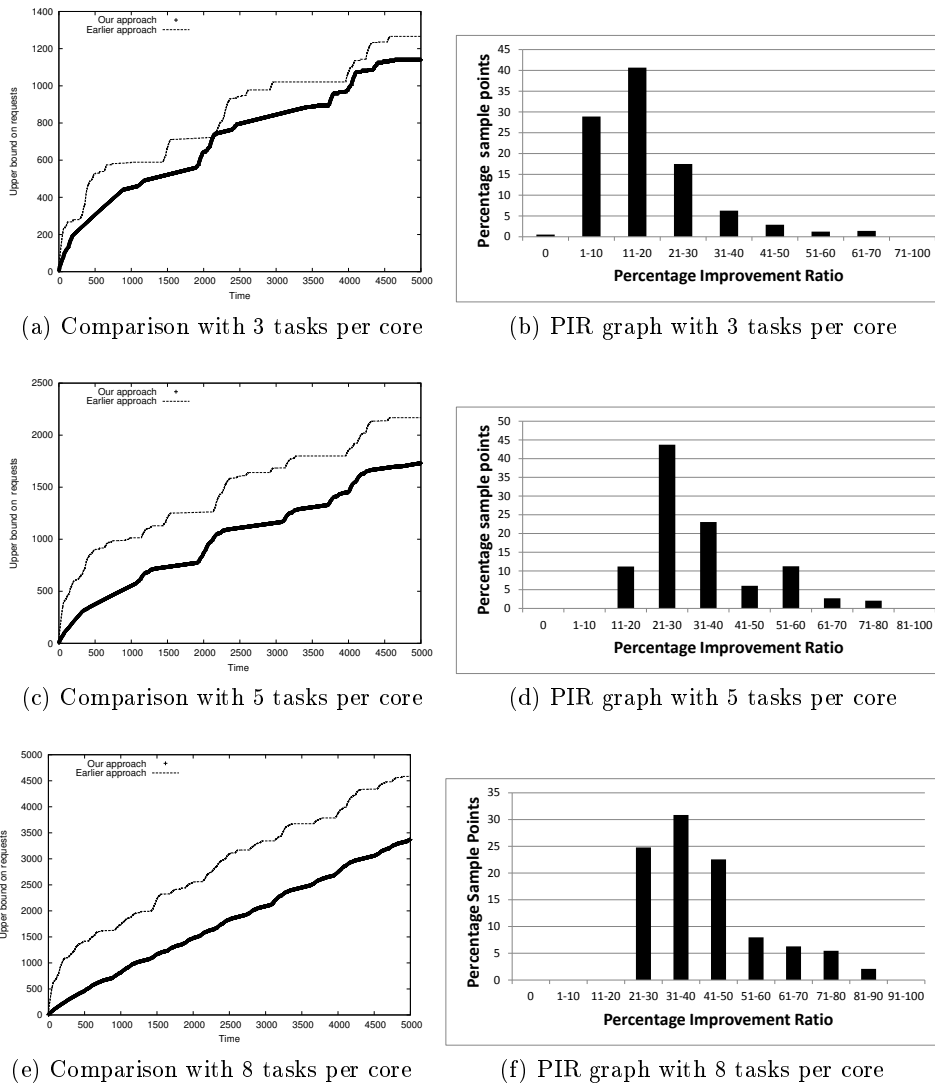 Our approach
Earlier approach
1400
1200
1000
800
600
400
200
0
Upper bound on requests
0 500 1000 1500 2000 2500 3000 3500 4000 4500 5000
Time
(a) Comparison with 3 tasks per core
45
40
35
30
25
20
15
10
5
0
Percentage sample points
0 1-10 11-20 21-30 31-40 41-50 51-60 61-70 71-100
Percentage Improvement Ratio
(b) PIR graph with 3 tasks per core
Our approach
Earlier approach
2500
2000
1500
1000
500
0
Upper bound on requests
0 500 1000 1500 2000 2500 3000 3500 4000 4500 5000
Time
(c) Comparison with 5 tasks per core
50
45
40
35
30
25
20
15
10
5
0
Percentage sample points
0 1-10 11-20 21-30 31-40 41-50 51-60 61-70 71-80 81-100
Percentage Improvement Ratio
(d) PIR graph with 5 tasks per core
Our approach
Earlier approach
5000
4500
4000
3500
3000
2500
2000
1500
1000
500
0
Upper bound on requests
0 500 1000 1500 2000 2500 3000 3500 4000 4500 5000
Time
(e) Comparison with 8 tasks per core
35
30
25
20
15
10
5
0
Percentage Sample Points
0 1-10 11-20 21-30 31-40 41-50 51-60 61-70 71-80 81-90 91-100
Percentage Improvement Ratio
(f) PIR graph with 8 tasks per core